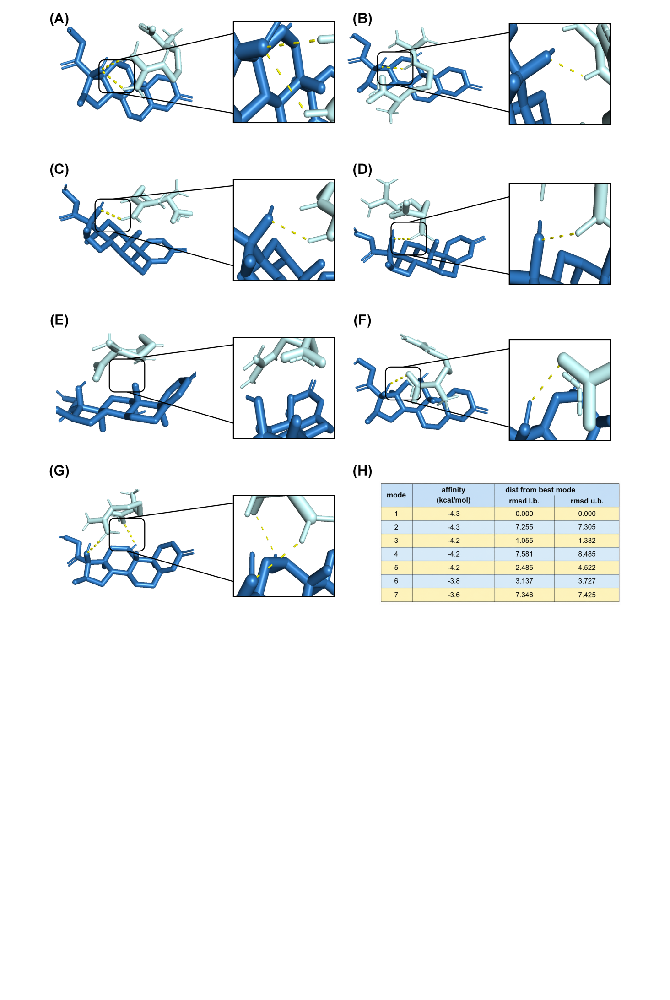 (A)
(B)
(C)
(D)
(E)
(F)
(G)
(H)
mode affinity (kcal/mol) dist from best mode
rmsd l.b. rmsd u.b.
1 -4.3 0.000 0.000
2 -4.3 7.255 7.305
3 -4.2 1.055 1.332
4 -4.2 7.581 8.485
5 -4.2 2.485 4.522
6 -3.8 3.137 3.727
7 -3.6 7.346 7.425